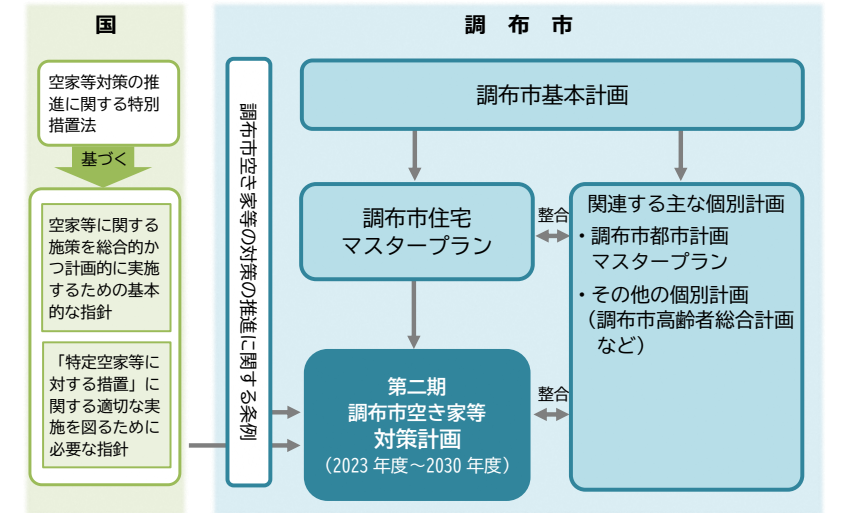 国
空家等対策の推
進に関する特別
措置法
基づく
空家等に関する
施策を総合的か
つ計画的に実施
するための基本
的な指針
「特定空家等に
対する措置」に
関する適切な実
施を図るために
必要な指針
調布市
調布市空き家等の対策の推進に関する条例
調布市基本計画
調布市住宅
マスタープラン
整合
関連する主な個別計画
・調布市都市計画
マスタープラン
・その他の個別計画
（調布市高齢者総合計画
など）
第二期
調布市空き家等
対策計画
（2023 年度～2030 年度）
整合